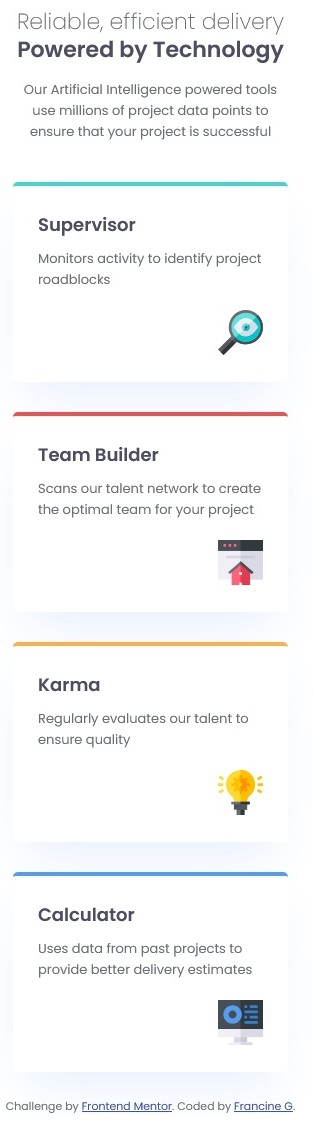 Reliable, efficient delivery
Powered by Technology
Our Artificial Intelligence powered tools
use millions of project data points to
ensure that your project is successful
Supervisor
Monitors activity to identify project
roadblocks
Team Builder
Scans our talent network to create
the optimal team for your project
Karma
Regularly evaluates our talent to
ensure quality
Calculator
Uses data from past projects to
provide better delivery estimates
Challenge by Frontend Mentor. Coded by Francine G.